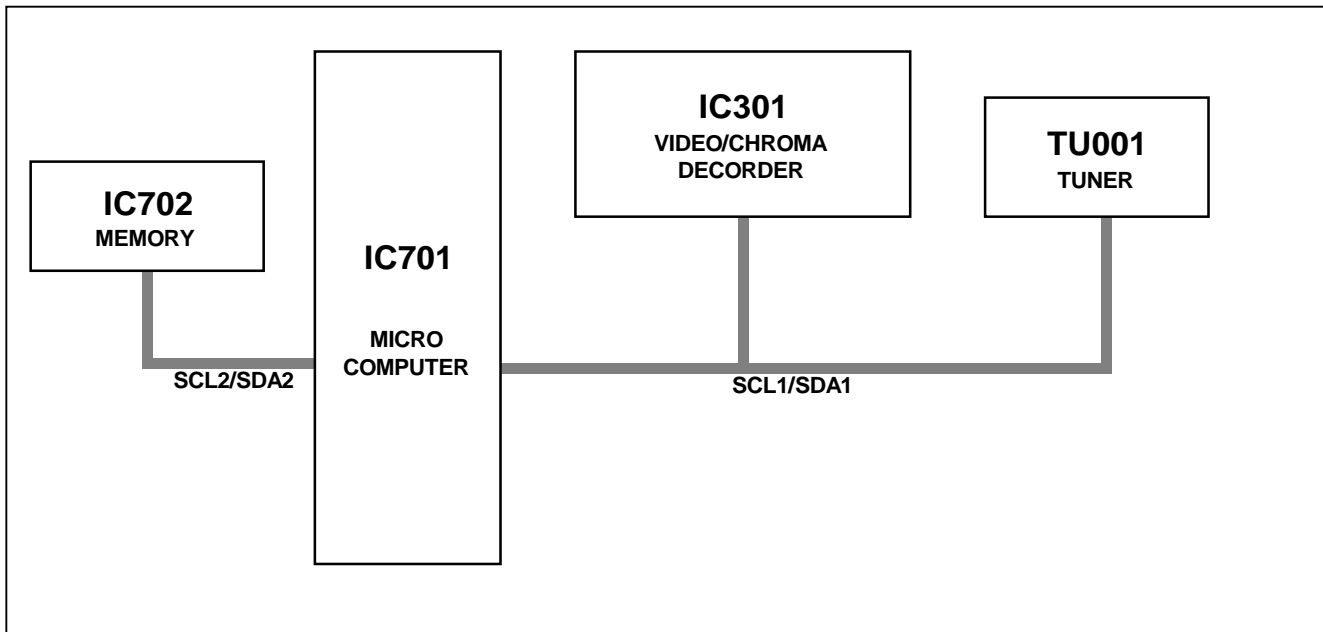 IC702
MEMORY
IC701
MICRO
COMPUTER
IC301
VIDEO/CHROMA
DECORDER
TU001
TUNER
SCL2/SDA2
SCL1/SDA1